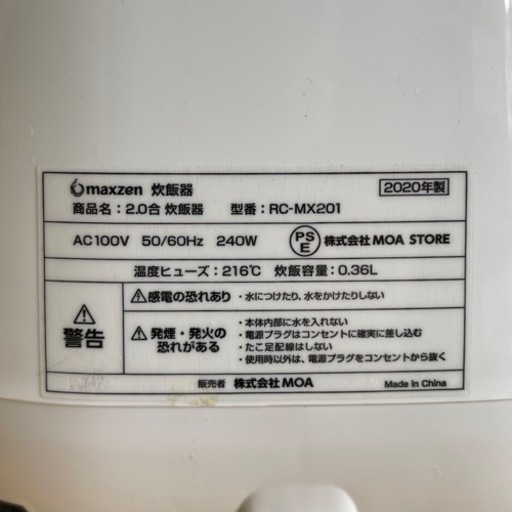 maxzen 炊飯器 2020年製
商品名：2.0合 炊飯器 型番：RC-MX201
AC100V 50/60Hz 240W PSE 株式会社MOA STORE
温度ヒューズ：216℃ 炊飯容量：0.36L
警告
感電の恐れあり ・水につけたり、水をかけたりしない
発煙・発火の
恐れがある
・本体内部に水を入れない
・電源プラグはコンセントに確実に差し込む
・たこ足配線はしない
・使用時以外は、電源プラグをコンセントから抜く
販売者 株式会社MOA Made in China